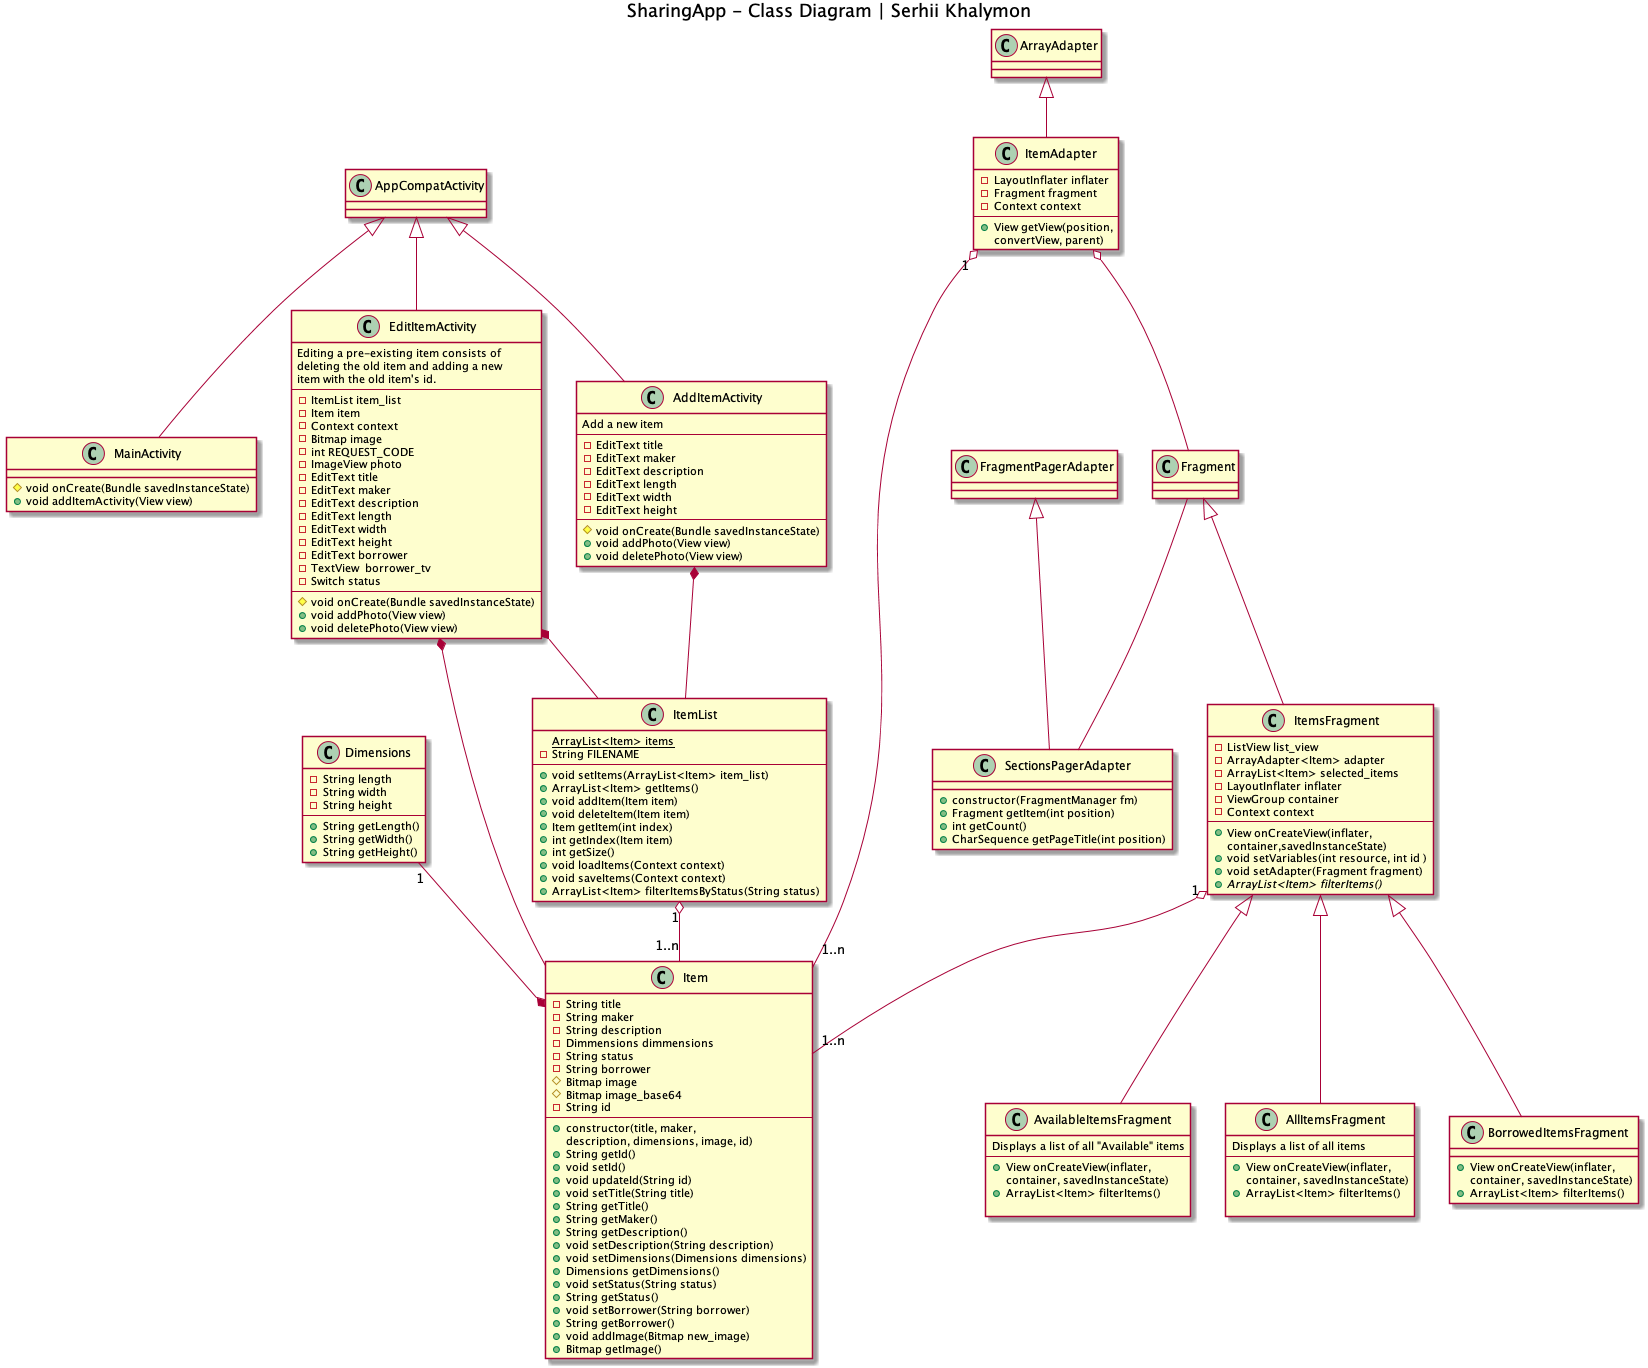 SharingApp - Class Diagram | Serhii Khalymon
C ArrayAdapter
C ItemAdapter
LayoutInflater inflater
Fragment fragment
Context context
View getView(position,
convertView, parent)
1
C AppCompatActivity
C EditItemActivity
Editing a pre-existing item consists of
deleting the old item and adding a new
item with the old item's id.
ItemList item_list
Item item
Context context
Bitmap image
int REQUEST_CODE
ImageView photo
EditText title
EditText maker
EditText description
EditText length
EditText width
EditText height
EditText borrower
TextView  borrower_tv
Switch status
void onCreate(Bundle savedInstanceState)
void addPhoto(View view)
void deletePhoto(View view)
C AddItemActivity
Add a new item
EditText title
EditText maker
EditText description
EditText length
EditText width
EditText height
void onCreate(Bundle savedInstanceState)
void addPhoto(View view)
void deletePhoto(View view)
C MainActivity
void onCreate(Bundle savedInstanceState)
void addItemActivity(View view)
C FragmentPagerAdapter
C Fragment
C Dimensions
String length
String width
String height
String getLength()
String getWidth()
String getHeight()
1
C ItemList
ArrayList<Item> items
String FILENAME
void setItems(ArrayList<Item> item_list)
ArrayList<Item> getItems()
void addItem(Item item)
void deleteItem(Item item)
Item getItem(int index)
int getIndex(Item item)
int getSize()
void loadItems(Context context)
void saveItems(Context context)
ArrayList<Item> filterItemsByStatus(String status)
1
1..n
1..n
C SectionsPagerAdapter
constructor(FragmentManager fm)
Fragment getItem(int position)
int getCount()
CharSequence getPageTitle(int position)
C ItemsFragment
ListView list_view
ArrayAdapter<Item> adapter
ArrayList<Item> selected_items
LayoutInflater inflater
ViewGroup container
Context context
View onCreateView(inflater,
container,savedInstanceState)
void setVariables(int resource, int id )
void setAdapter(Fragment fragment)
ArrayList<Item> filterItems()
1
1..n
C Item
String title
String maker
String description
Dimmensions dimmensions
String status
String borrower
Bitmap image
Bitmap image_base64
String id
constructor(title, maker,
description, dimensions, image, id)
String getId()
void setId()
void updateId(String id)
void setTitle(String title)
String getTitle()
String getMaker()
String getDescription()
void setDescription(String description)
void setDimensions(Dimensions dimensions)
Dimensions getDimensions()
void setStatus(String status)
String getStatus()
void setBorrower(String borrower)
String getBorrower()
void addImage(Bitmap new_image)
Bitmap getImage()
C AvailableItemsFragment
Displays a list of all "Available" items
View onCreateView(inflater,
container, savedInstanceState)
ArrayList<Item> filterItems()
C AllItemsFragment
Displays a list of all items
View onCreateView(inflater,
container, savedInstanceState)
ArrayList<Item> filterItems()
C BorrowedItemsFragment
View onCreateView(inflater,
container, savedInstanceState)
ArrayList<Item> filterItems()